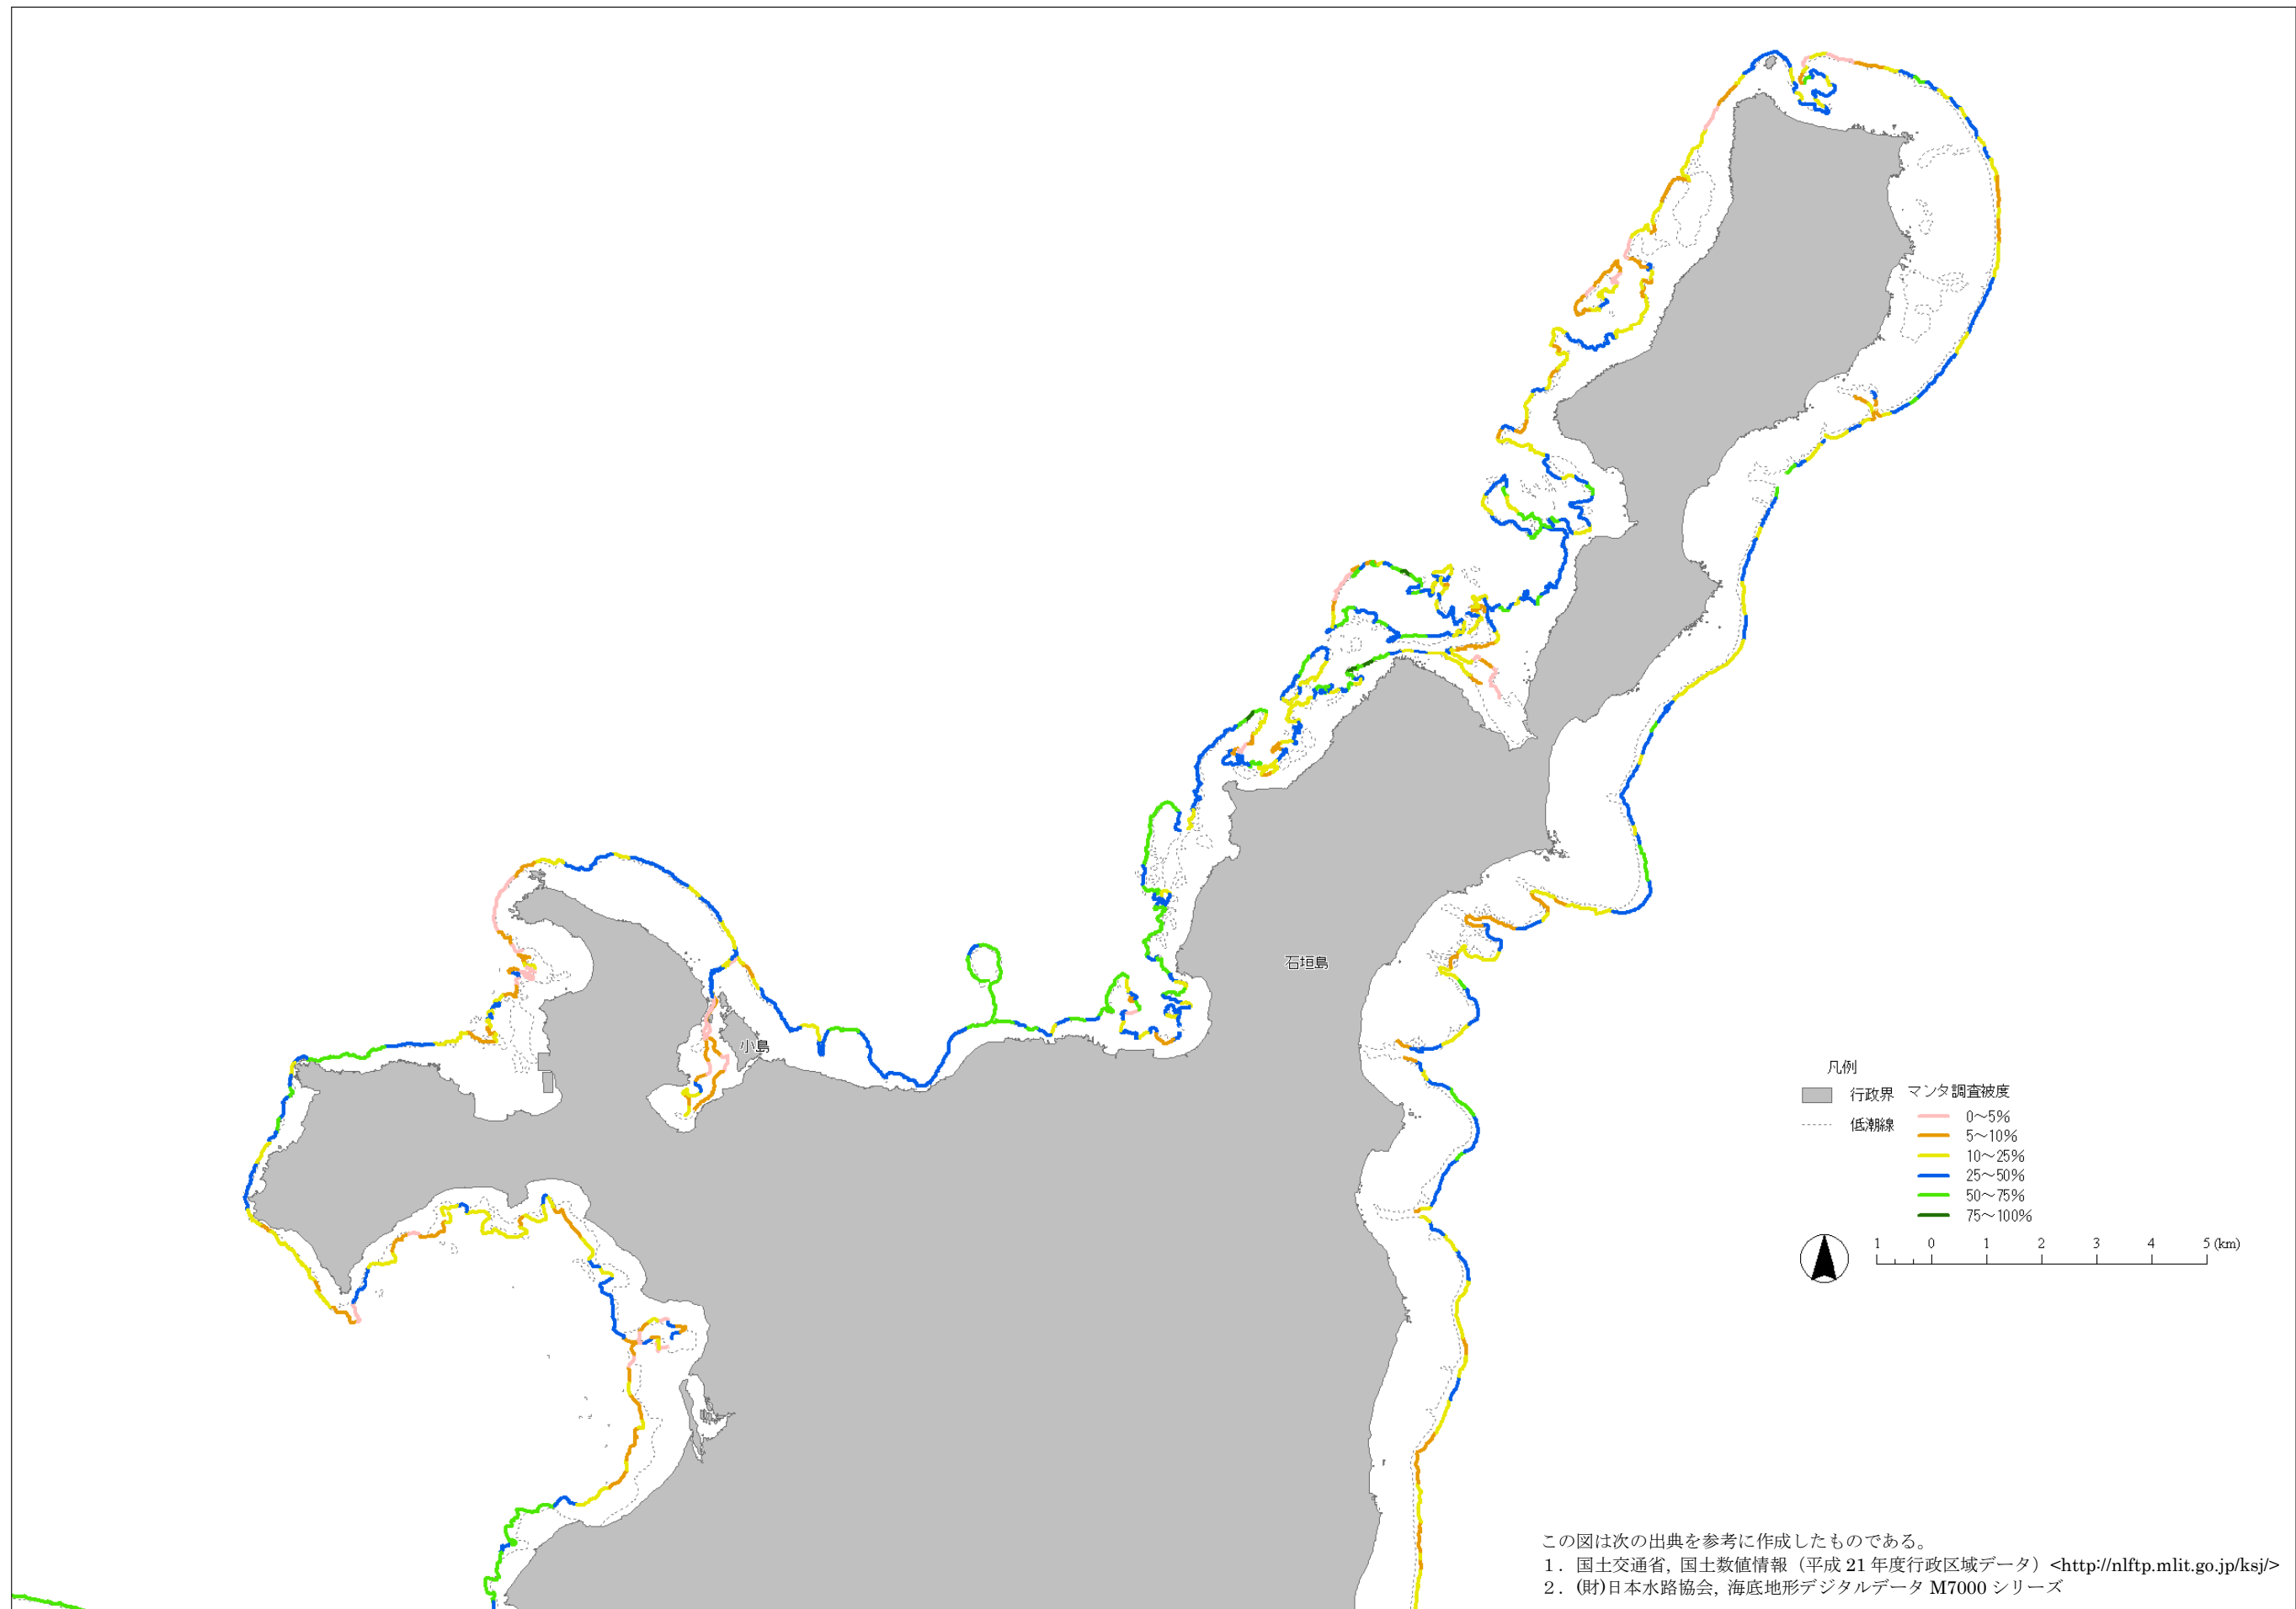 石垣島
小島
凡例
行政界 マンタ調査被度
低潮線
0～5%
5～10%
10～25%
25～50%
50～75%
75～100%
1 0 1 2 3 4 5 (km)
この図は次の出典を参考に作成したものである。
1．国土交通省, 国土数値情報（平成 21 年度行政区域データ）<http://nlftp.mlit.go.jp/ksj/>
2．(財)日本水路協会, 海底地形デジタルデータ M7000 シリーズ